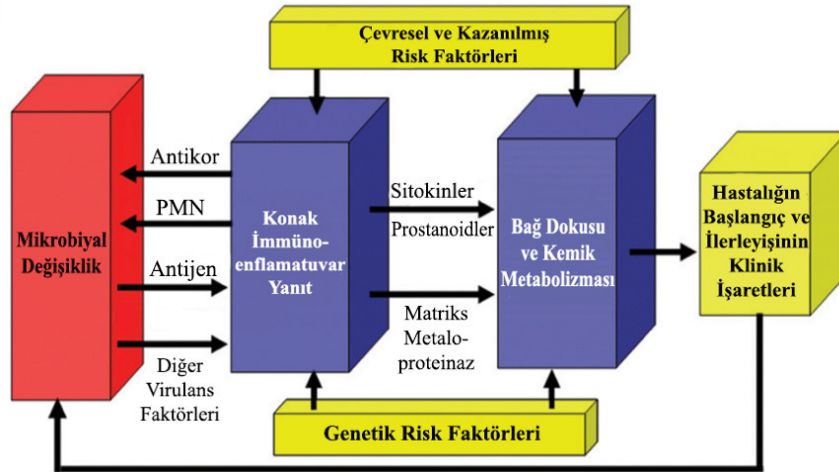 Çevresel ve Kazanılmış
Risk Faktörleri
Mikrobiyal
Değişiklik
Antikor
PMN
Antijen
Diğer
Virulans
Faktörleri
Konak
İmmüno-
enflamatuvar
Yanıt
Sitokinler
Prostanoidler
Matriks
Metalo-
proteinaz
Bağ Dokusu
ve Kemik
Metabolizması
Hastalığın
Başlangıç ve
İlerleyişinin
Klinik
İşaretleri
Genetik Risk Faktörleri